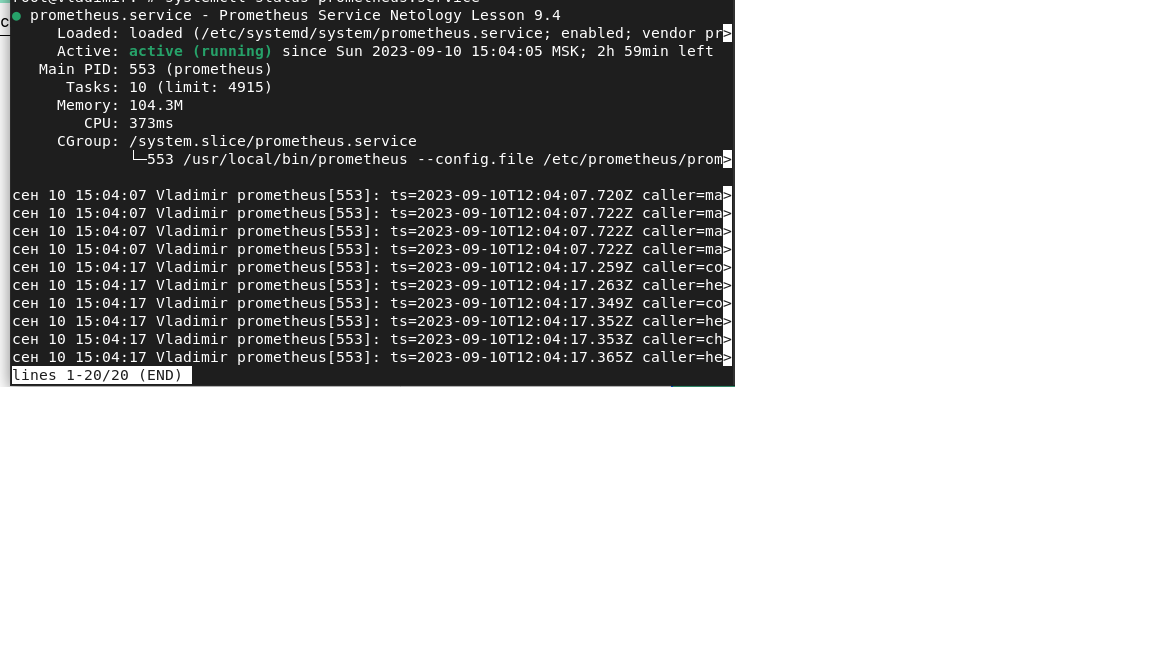 root@Vladimir:~# systemctl status prometheus.service
● prometheus.service - Prometheus Service Netology Lesson 9.4
Loaded: loaded (/etc/systemd/system/prometheus.service; enabled; vendor pr>
Active: active (running) since Sun 2023-09-10 15:04:05 MSK; 2h 59min left
Main PID: 553 (prometheus)
Tasks: 10 (limit: 4915)
Memory: 104.3M
CPU: 373ms
CGroup: /system.slice/prometheus.service
└─553 /usr/local/bin/prometheus --config.file /etc/prometheus/prom>
сен 10 15:04:07 Vladimir prometheus[553]: ts=2023-09-10T12:04:07.720Z caller=ma>
сен 10 15:04:07 Vladimir prometheus[553]: ts=2023-09-10T12:04:07.722Z caller=ma>
сен 10 15:04:07 Vladimir prometheus[553]: ts=2023-09-10T12:04:07.722Z caller=ma>
сен 10 15:04:07 Vladimir prometheus[553]: ts=2023-09-10T12:04:07.722Z caller=ma>
сен 10 15:04:17 Vladimir prometheus[553]: ts=2023-09-10T12:04:17.259Z caller=co>
сен 10 15:04:17 Vladimir prometheus[553]: ts=2023-09-10T12:04:17.263Z caller=he>
сен 10 15:04:17 Vladimir prometheus[553]: ts=2023-09-10T12:04:17.349Z caller=co>
сен 10 15:04:17 Vladimir prometheus[553]: ts=2023-09-10T12:04:17.352Z caller=he>
сен 10 15:04:17 Vladimir prometheus[553]: ts=2023-09-10T12:04:17.353Z caller=ch>
сен 10 15:04:17 Vladimir prometheus[553]: ts=2023-09-10T12:04:17.365Z caller=he>
lines 1-20/20 (END)